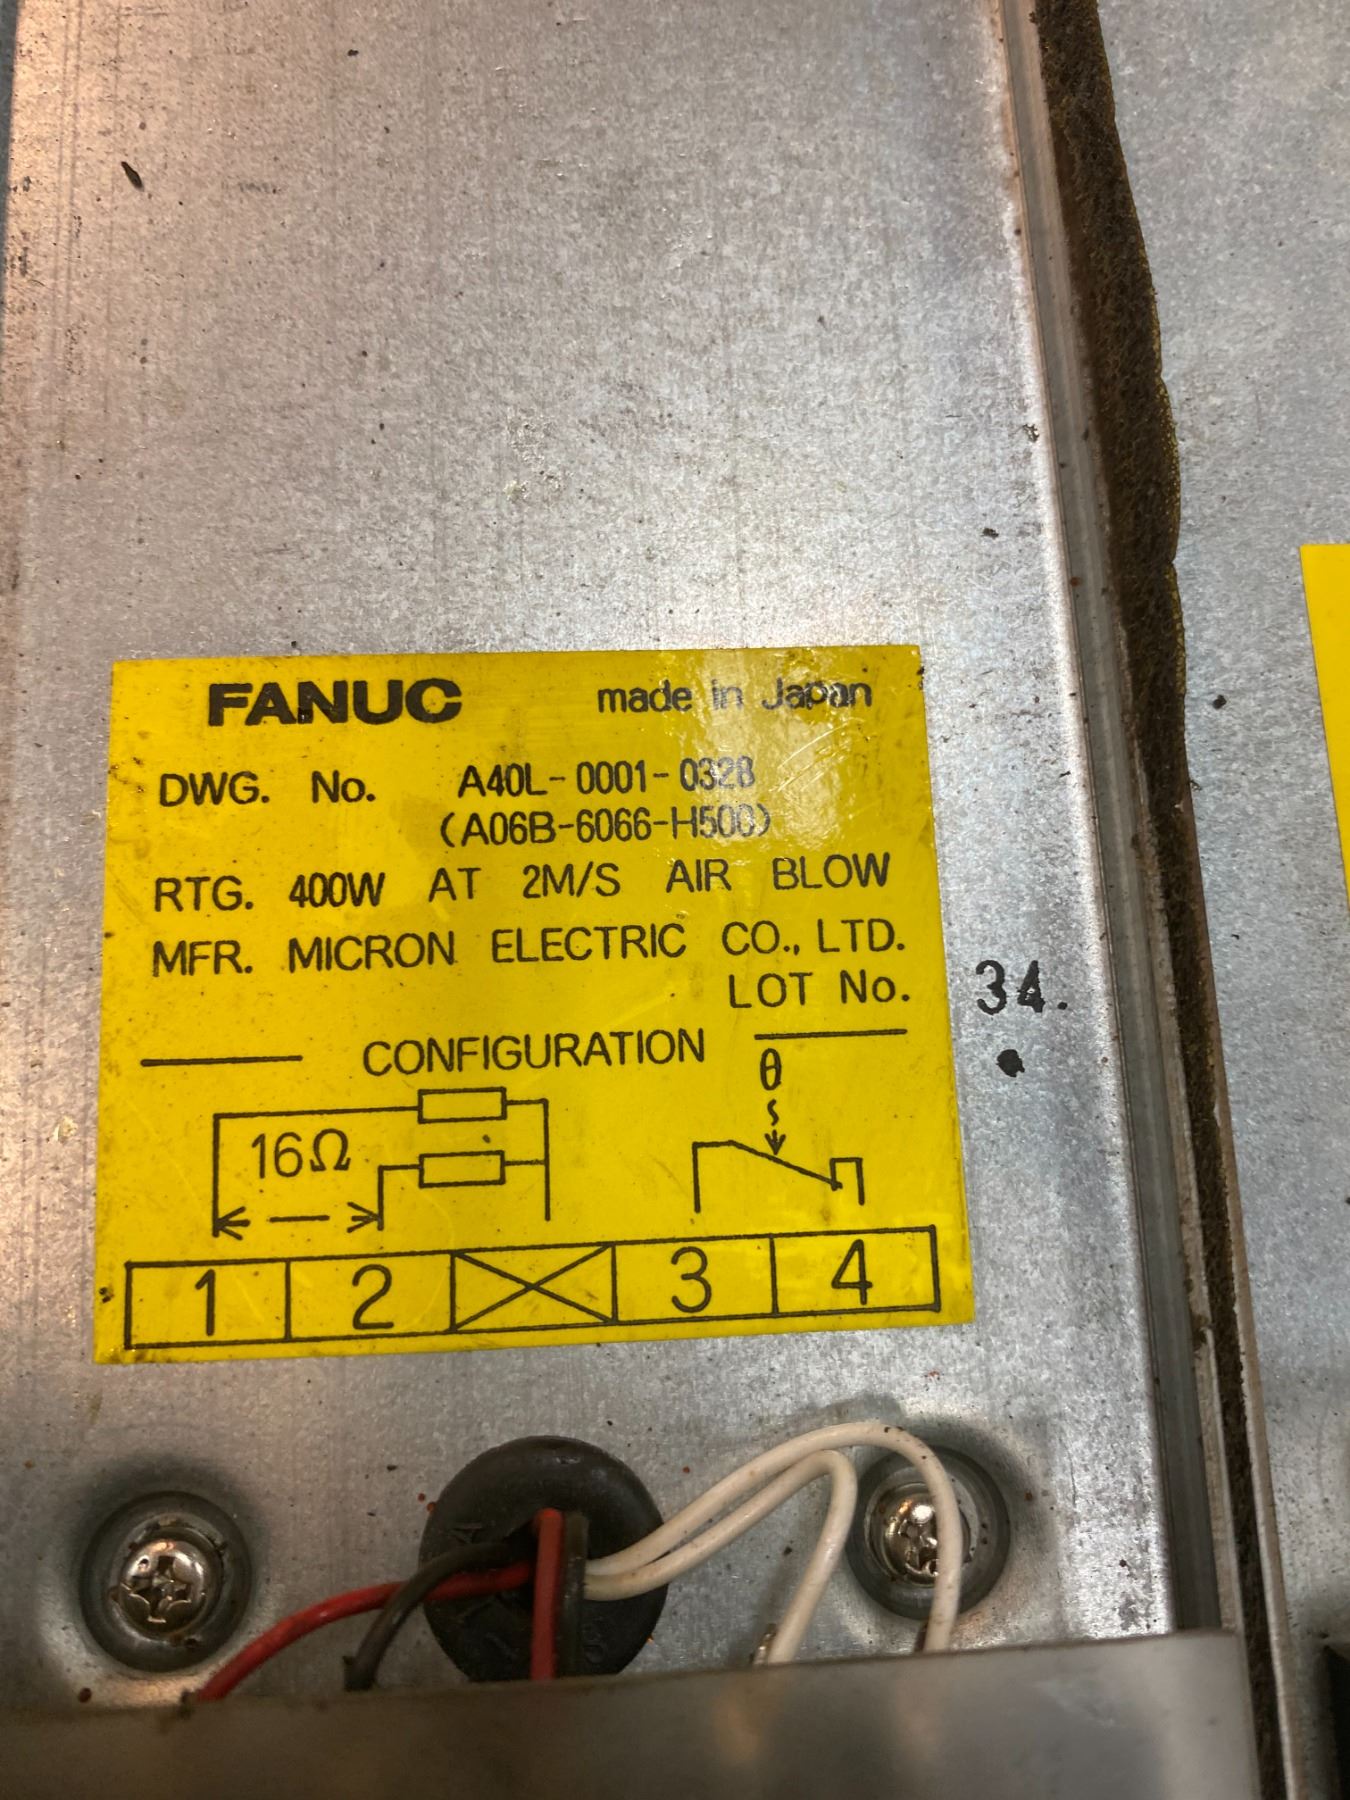 FANUC made in Japan
DWG. No. A40L-0001-0328
(A06B-6066-H500)
RTG. 400W AT 2M/S AIR BLOW
MFR. MICRON ELECTRIC CO., LTD.
LOT No. 34.
CONFIGURATION
θ
16Ω
1 2 3 4